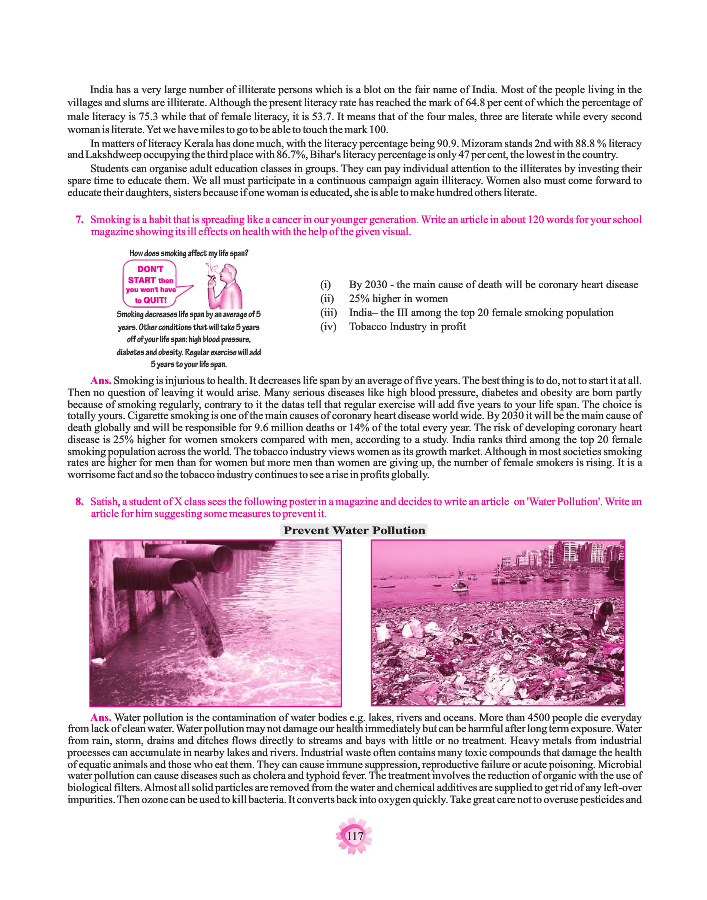 India has a very large number of illiterate persons which is a blot on the fair name of India. Most of the people living in the
villages and slums are illiterate. Although the present literacy rate has reached the mark of 64.8 per cent of which the percentage of
male literacy is 75.3 while that of female literacy, it is 53.7. It means that of the four males, three are literate while every second
woman is literate. Yet we have miles to go to be able to touch the mark 100.
In matters of literacy Kerala has done much, with the literacy percentage being 90.9. Mizoram stands 2nd with 88.8 % literacy
and Lakshdweep occupying the third place with 86.7%, Bihar's literacy percentage is only 47 per cent, the lowest in the country.
Students can organise adult education classes in groups. They can pay individual attention to the illiterates by investing their
spare time to educate them. We all must participate in a continuous campaign again illiteracy. Women also must come forward to
educate their daughters, sisters because if one woman is educated, she is able to make hundred others literate.
7. Smoking is a habit that is spreading like a cancer in our younger generation. Write an article in about 120 words for your school
magazine showing its ill effects on health with the help of the given visual.
How does smoking affect my life span?
DON'T
START then
you won't have
to QUIT!
Smoking decreases life span by an average of 5
years. Other conditions that will take 5 years
off of your life span: high blood pressure,
diabetes and obesity. Regular exercise will add
5 years to your life span.
(i) By 2030 - the main cause of death will be coronary heart disease
(ii) 25% higher in women
(iii) India– the III among the top 20 female smoking population
(iv) Tobacco Industry in profit
Ans. Smoking is injurious to health. It decreases life span by an average of five years. The best thing is to do, not to start it at all.
Then no question of leaving it would arise. Many serious diseases like high blood pressure, diabetes and obesity are born partly
because of smoking regularly, contrary to it the datas tell that regular exercise will add five years to your life span. The choice is
totally yours. Cigarette smoking is one of the main causes of coronary heart disease world wide. By 2030 it will be the main cause of
death globally and will be responsible for 9.6 million deaths or 14% of the total every year. The risk of developing coronary heart
disease is 25% higher for women smokers compared with men, according to a study. India ranks third among the top 20 female
smoking population across the world. The tobacco industry views women as its growth market. Although in most societies smoking
rates are higher for men than for women but more men than women are giving up, the number of female smokers is rising. It is a
worrisome fact and so the tobacco industry continues to see a rise in profits globally.
8. Satish, a student of X class sees the following poster in a magazine and decides to write an article on 'Water Pollution'. Write an
article for him suggesting some measures to prevent it.
Prevent Water Pollution
Ans. Water pollution is the contamination of water bodies e.g. lakes, rivers and oceans. More than 4500 people die everyday
from lack of clean water. Water pollution may not damage our health immediately but can be harmful after long term exposure. Water
from rain, storm, drains and ditches flows directly to streams and bays with little or no treatment. Heavy metals from industrial
processes can accumulate in nearby lakes and rivers. Industrial waste often contains many toxic compounds that damage the health
of equatic animals and those who eat them. They can cause immune suppression, reproductive failure or acute poisoning. Microbial
water pollution can cause diseases such as cholera and typhoid fever. The treatment involves the reduction of organic with the use of
biological filters. Almost all solid particles are removed from the water and chemical additives are supplied to get rid of any left-over
impurities. Then ozone can be used to kill bacteria. It converts back into oxygen quickly. Take great care not to overuse pesticides and
117